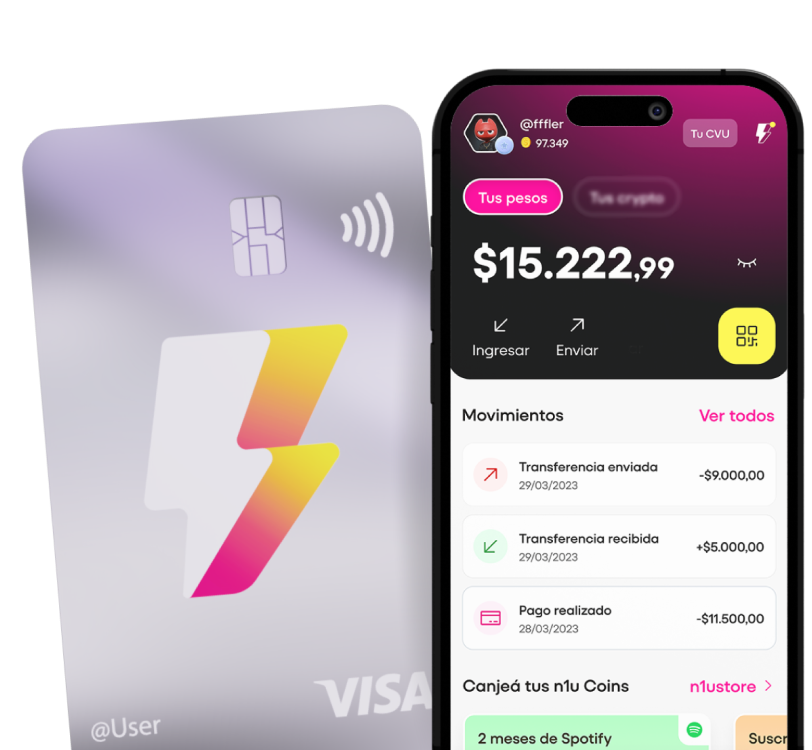 @User
VISA
@fffler
97.349
Tu CVU
Tus pesos
Tus crypto
$15.222,99
Ingresar
Enviar
Movimientos
Ver todos
Transferencia enviada
29/03/2023
-$9.000,00
Transferencia recibida
29/03/2023
+$5.000,00
Pago realizado
28/03/2023
-$11.500,00
Canjeá tus n1u Coins
n1ustore
2 meses de Spotify
Suscr